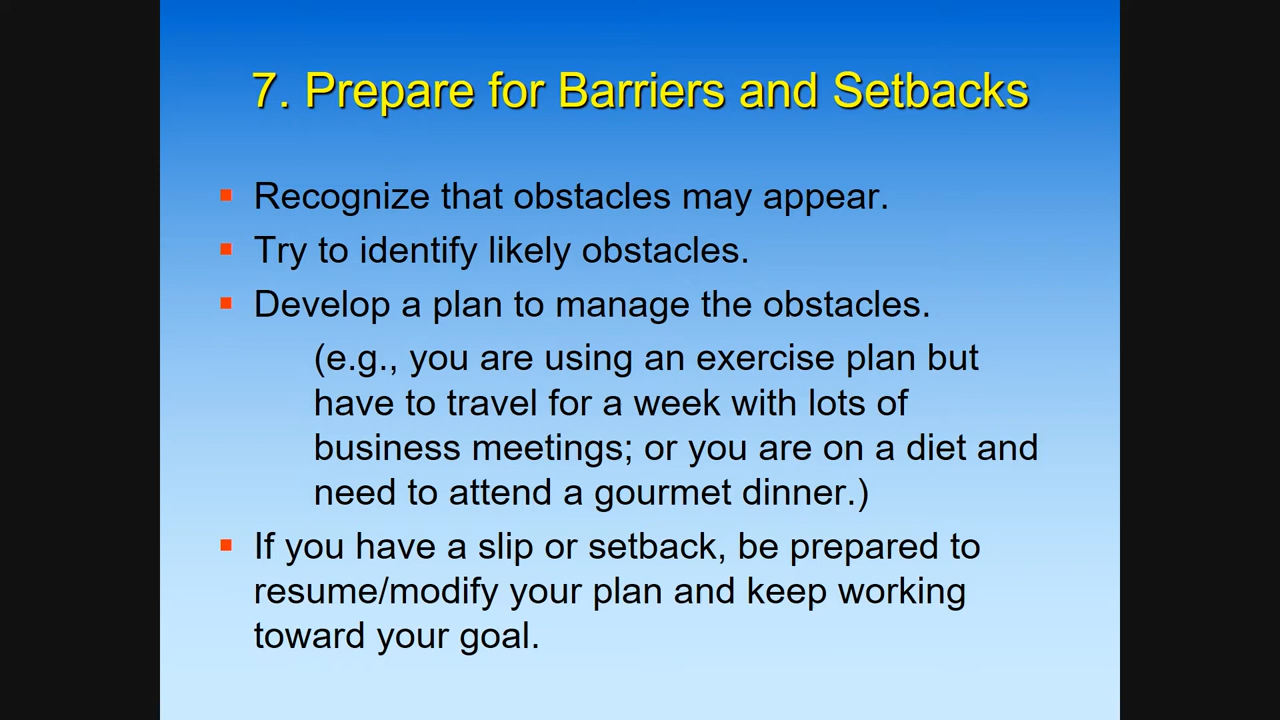 7. Prepare for Barriers and Setbacks
▪ Recognize that obstacles may appear.
▪ Try to identify likely obstacles.
▪ Develop a plan to manage the obstacles.
(e.g., you are using an exercise plan but
have to travel for a week with lots of
business meetings; or you are on a diet and
need to attend a gourmet dinner.)
▪ If you have a slip or setback, be prepared to
resume/modify your plan and keep working
toward your goal.